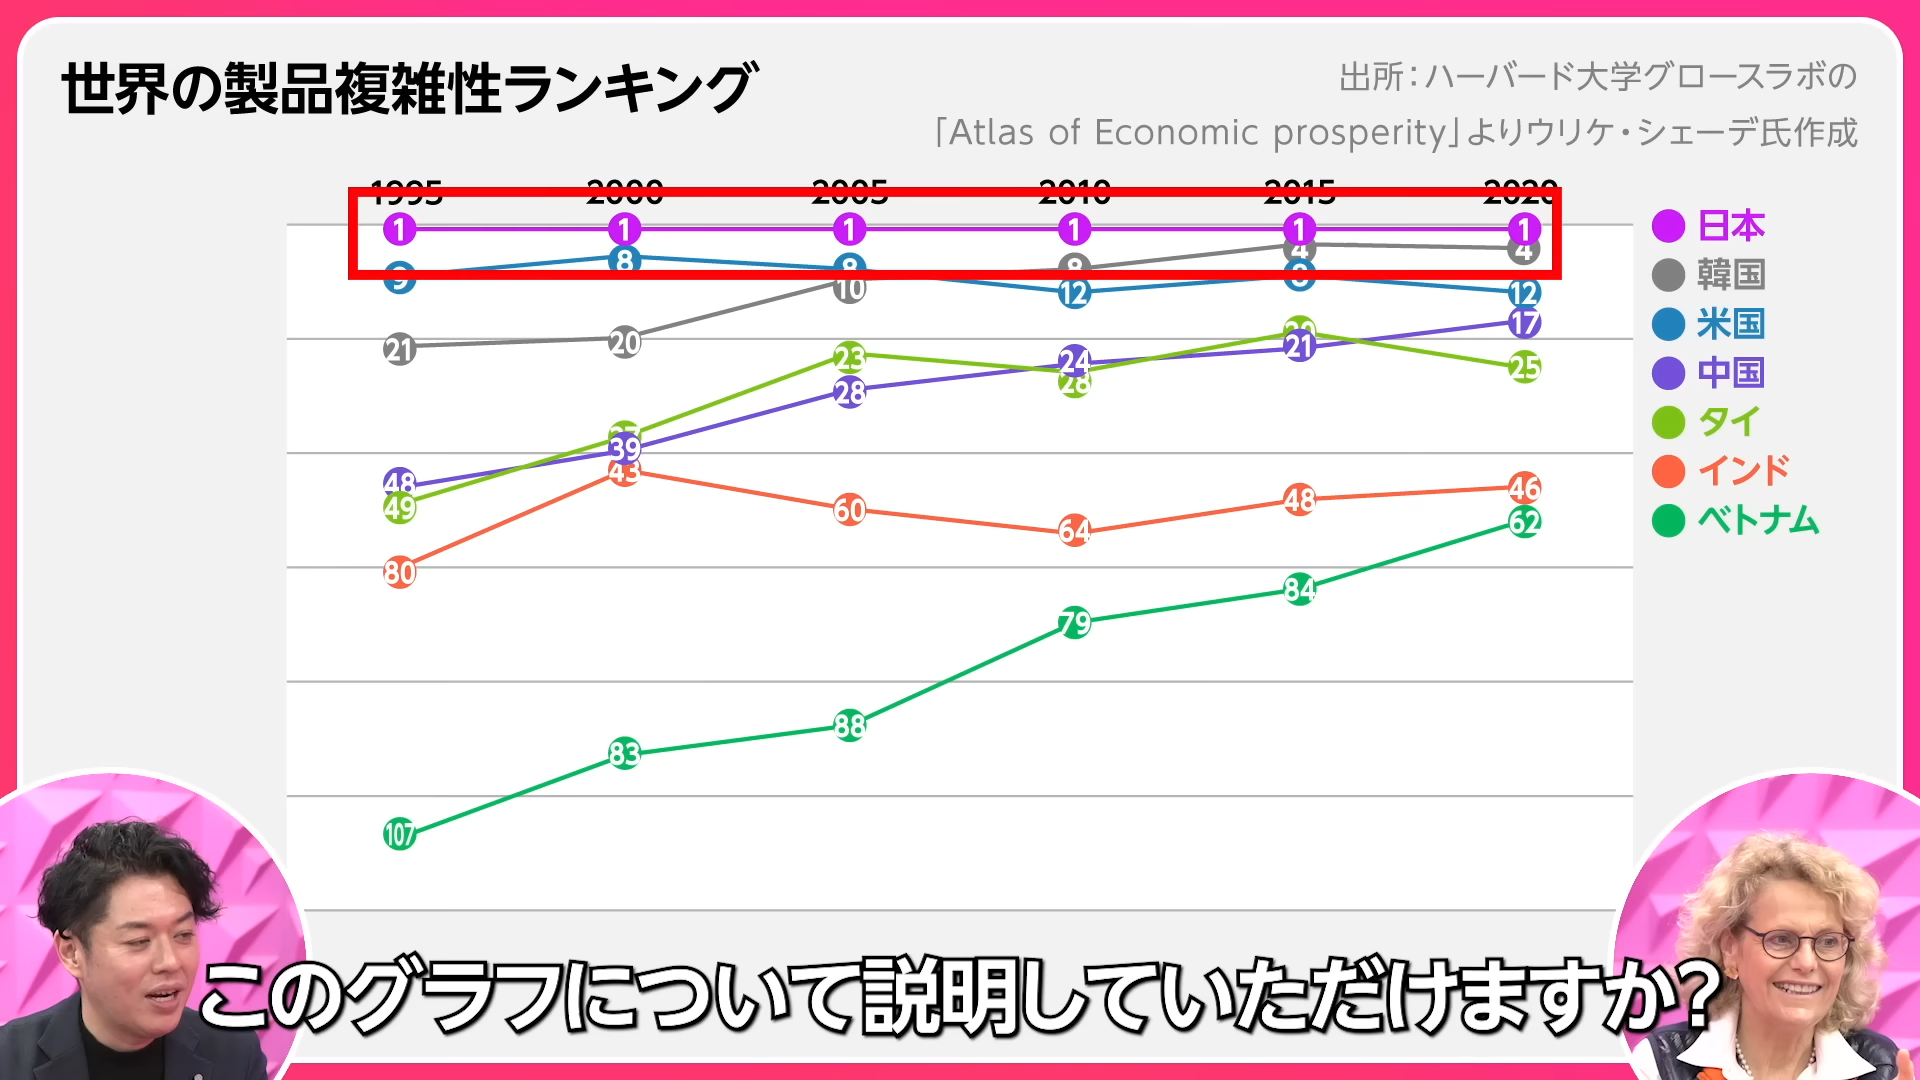 世界の製品複雑性ランキング
出所：ハーバード大学グロースラボの
「Atlas of Economic prosperity」よりウリケ・シェーデ氏作成
1995 2000 2005 2010 2015 2020
1 1 1 1 1 1
9 8 8 12 8 12
21 20 10 8 4 4
48 39 28 24 21 17
49 37 23 28 20 25
80 43 60 64 48 46
107 83 88 79 84 62
日本
韓国
米国
中国
タイ
インド
ベトナム
このグラフについて説明していただけますか？